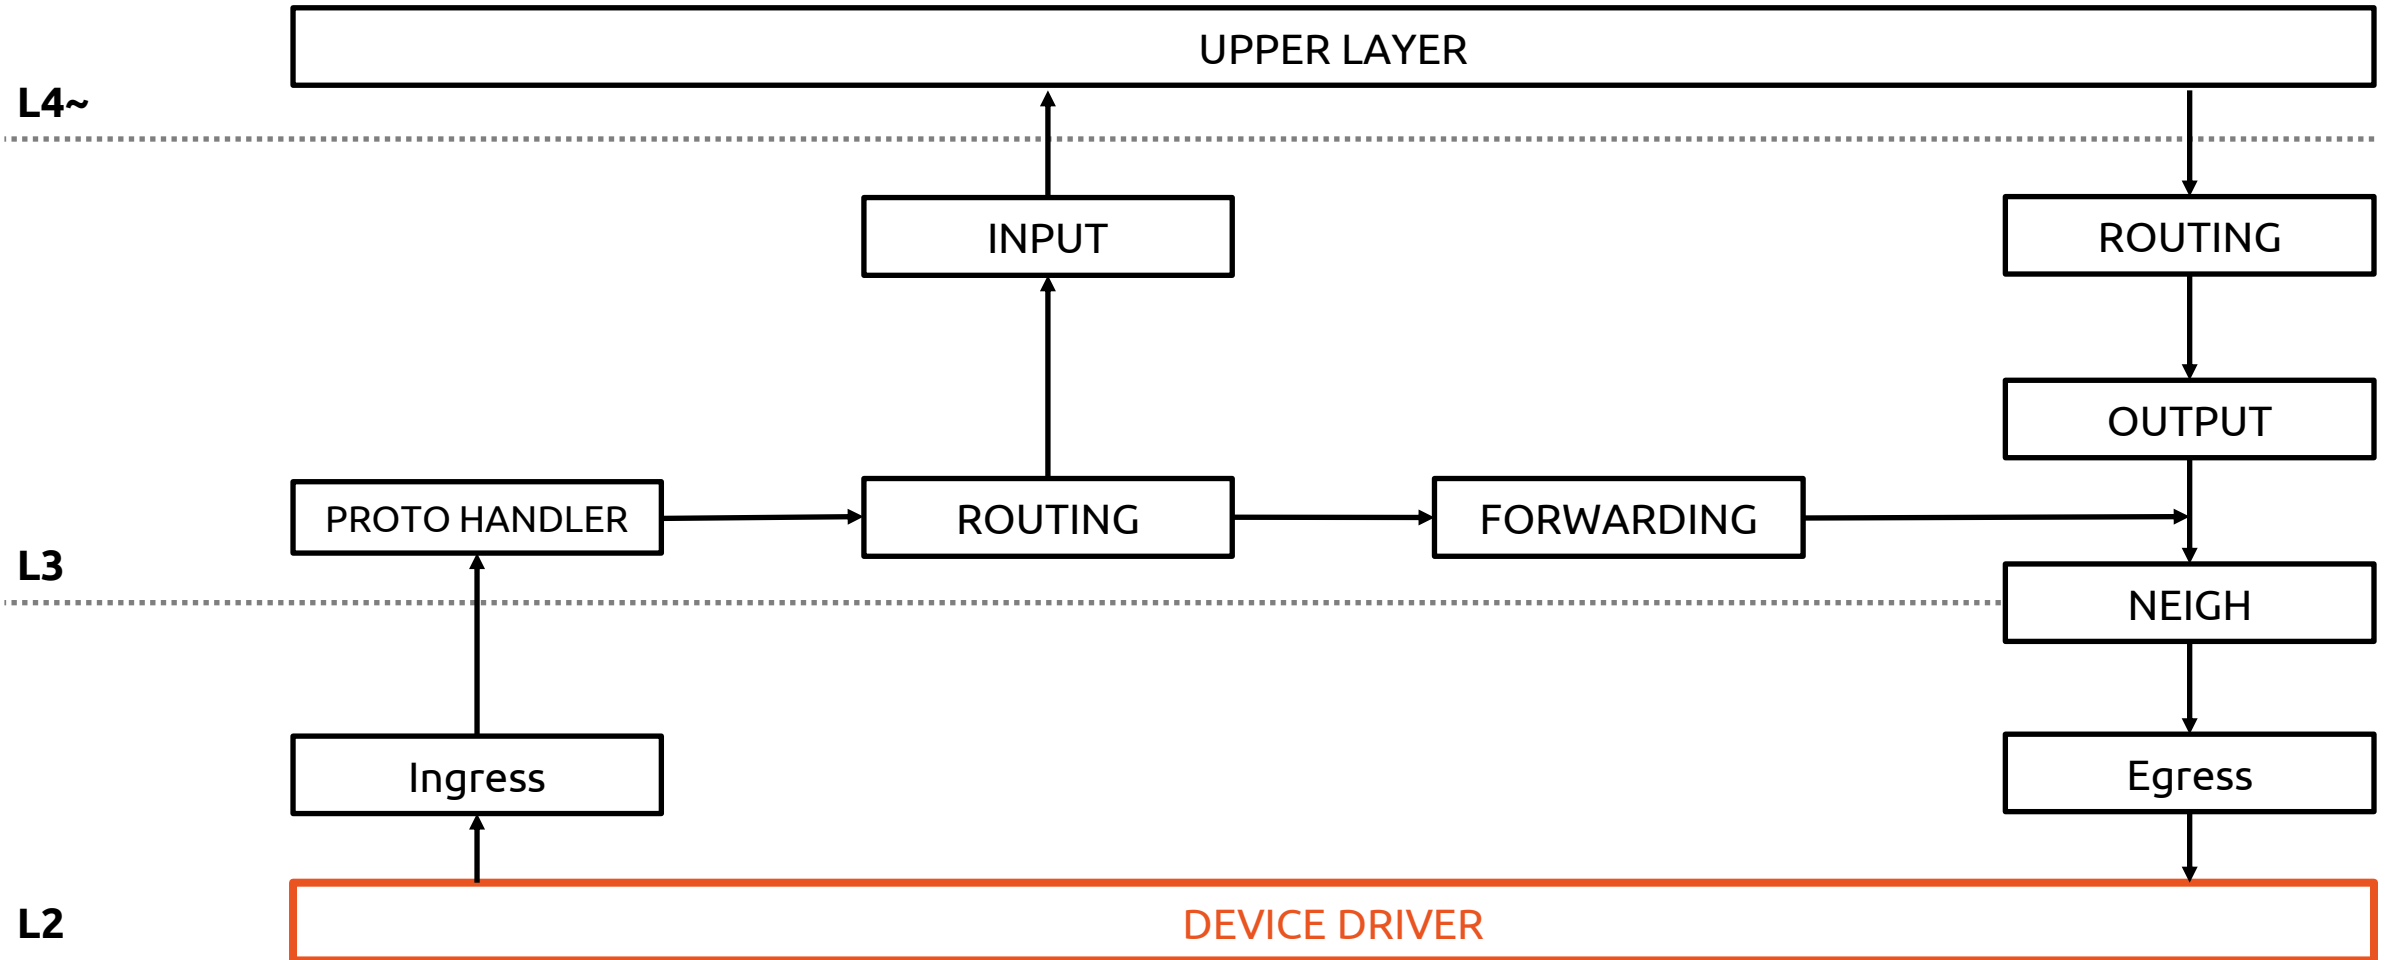 UPPER LAYER
L4~
INPUT
ROUTING
OUTPUT
PROTO HANDLER
ROUTING
FORWARDING
L3
NEIGH
Ingress
Egress
L2
DEVICE DRIVER